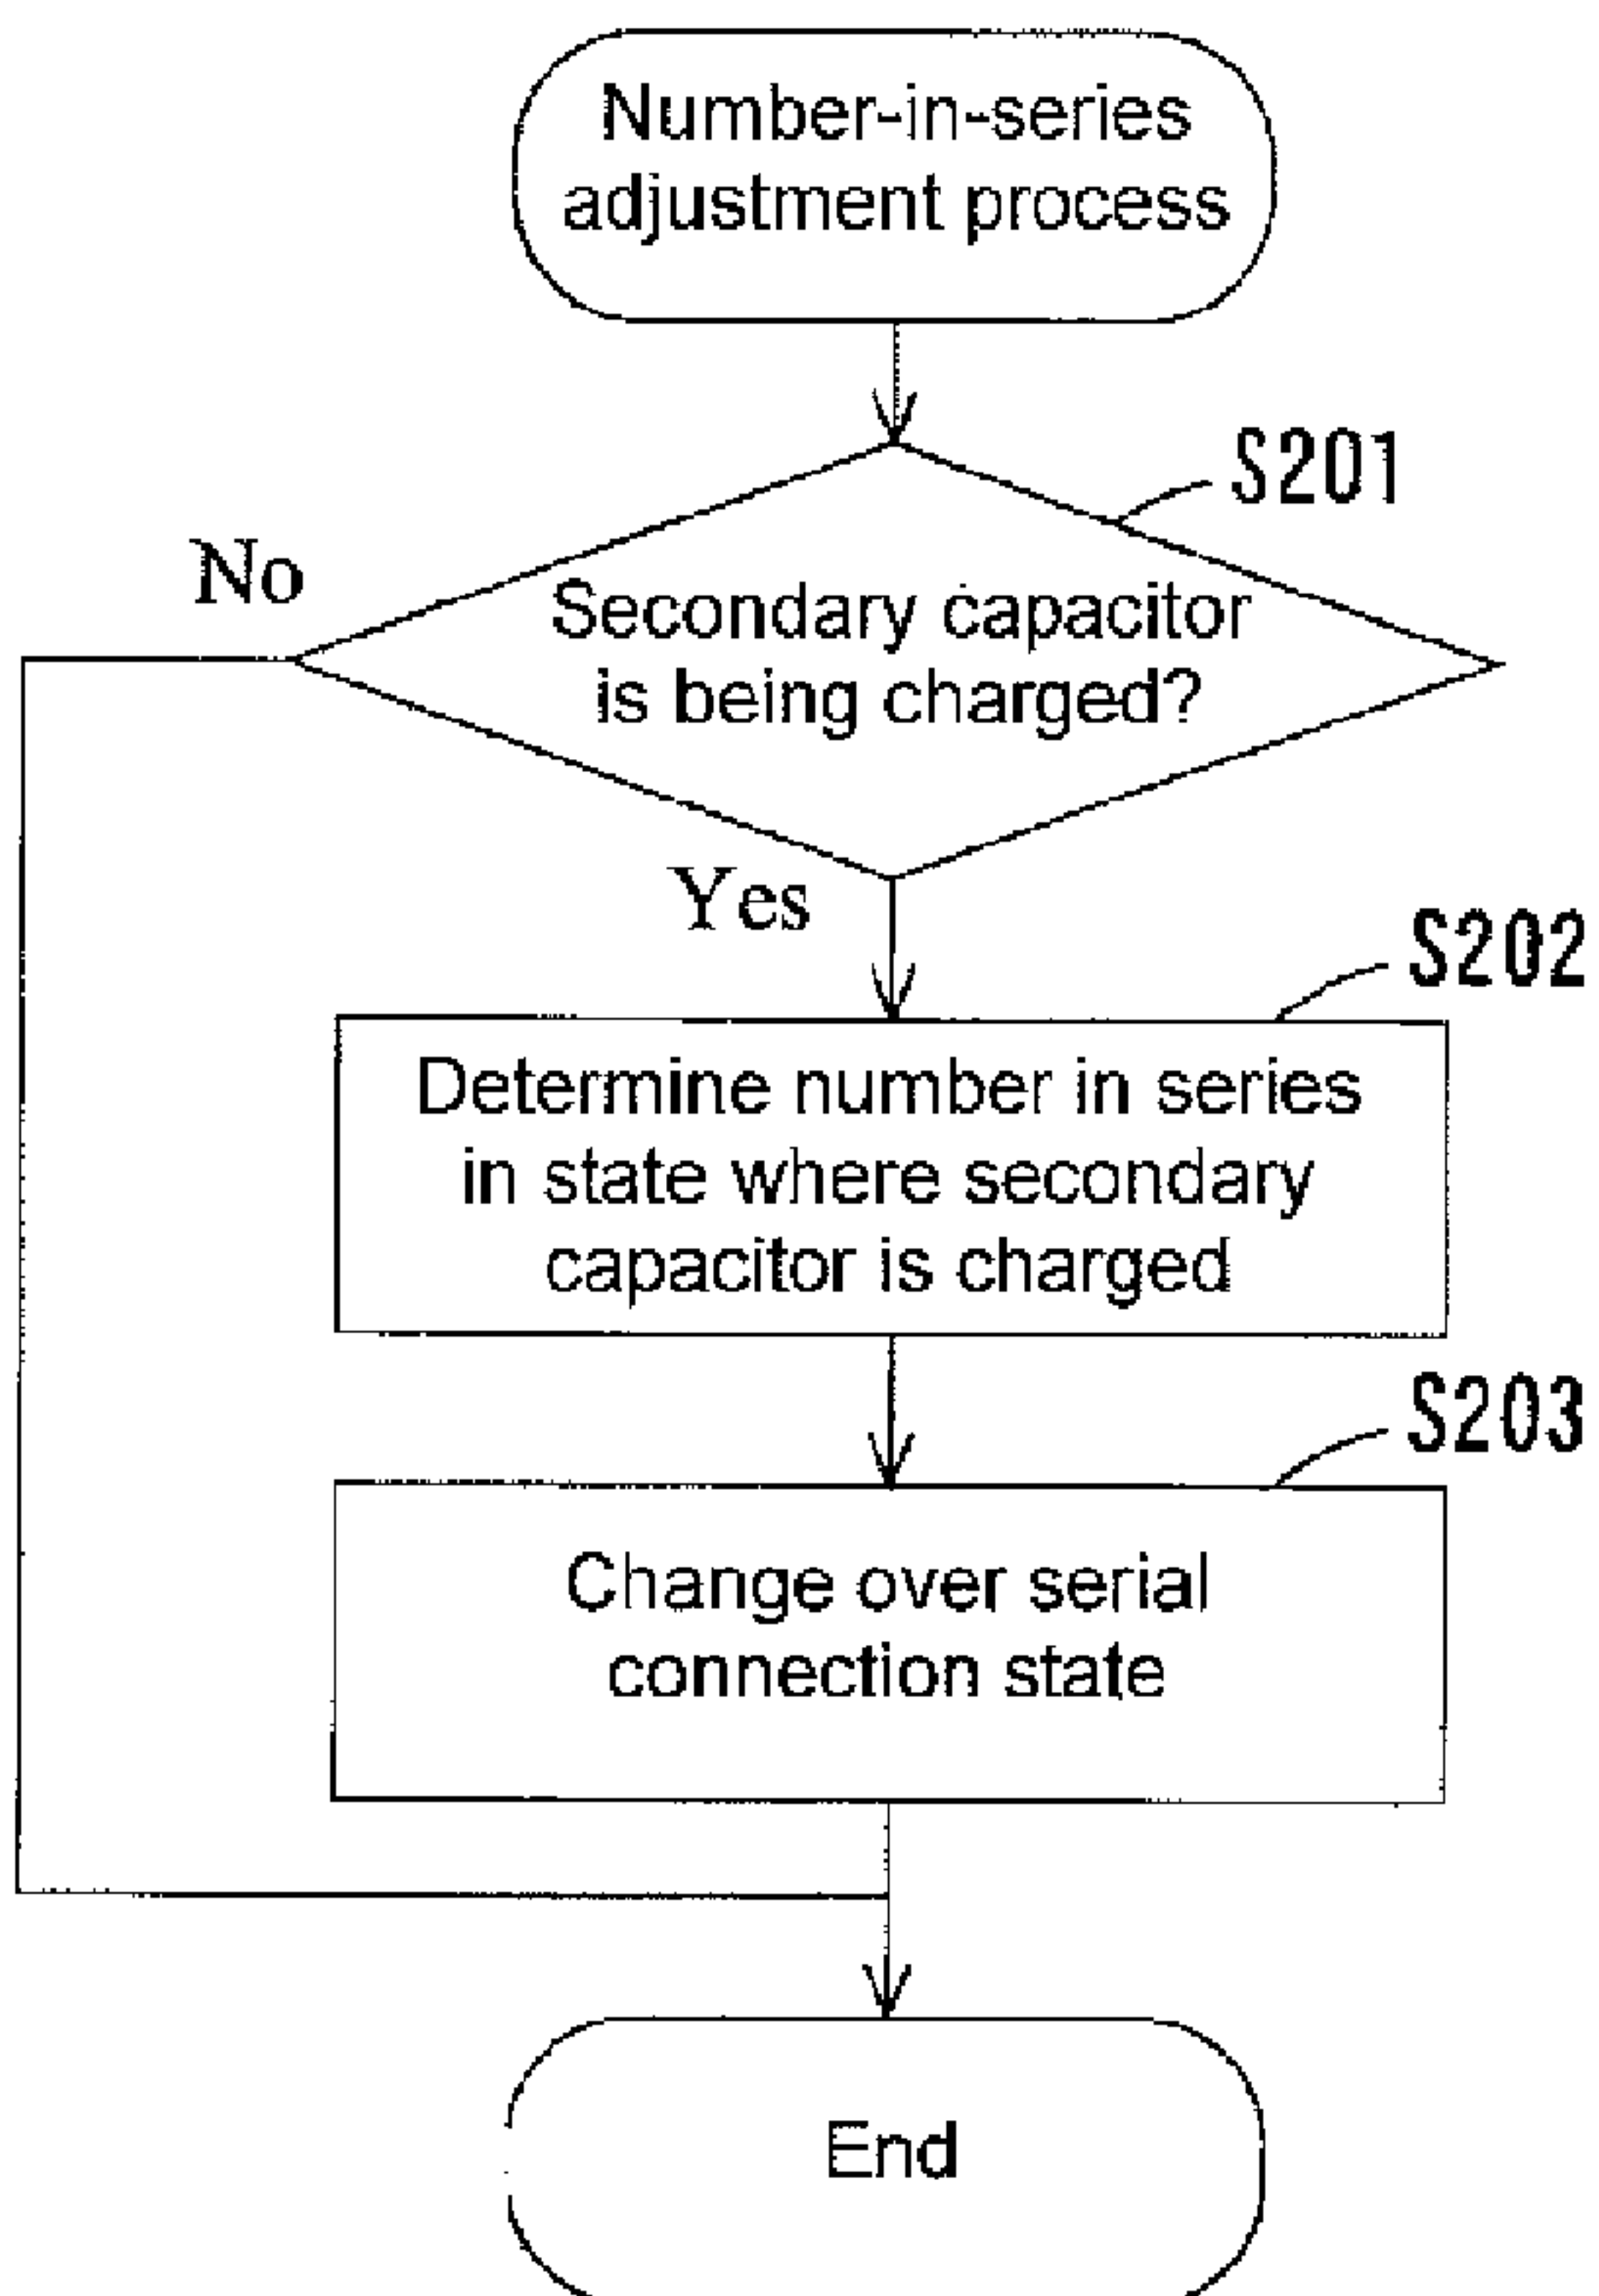 Number-in-series
adjustment process
S201
No
Secondary capacitor
is being charged?
Yes
S202
Determine number in series
in state where secondary
capacitor is charged
S203
Change over serial
connection state
End